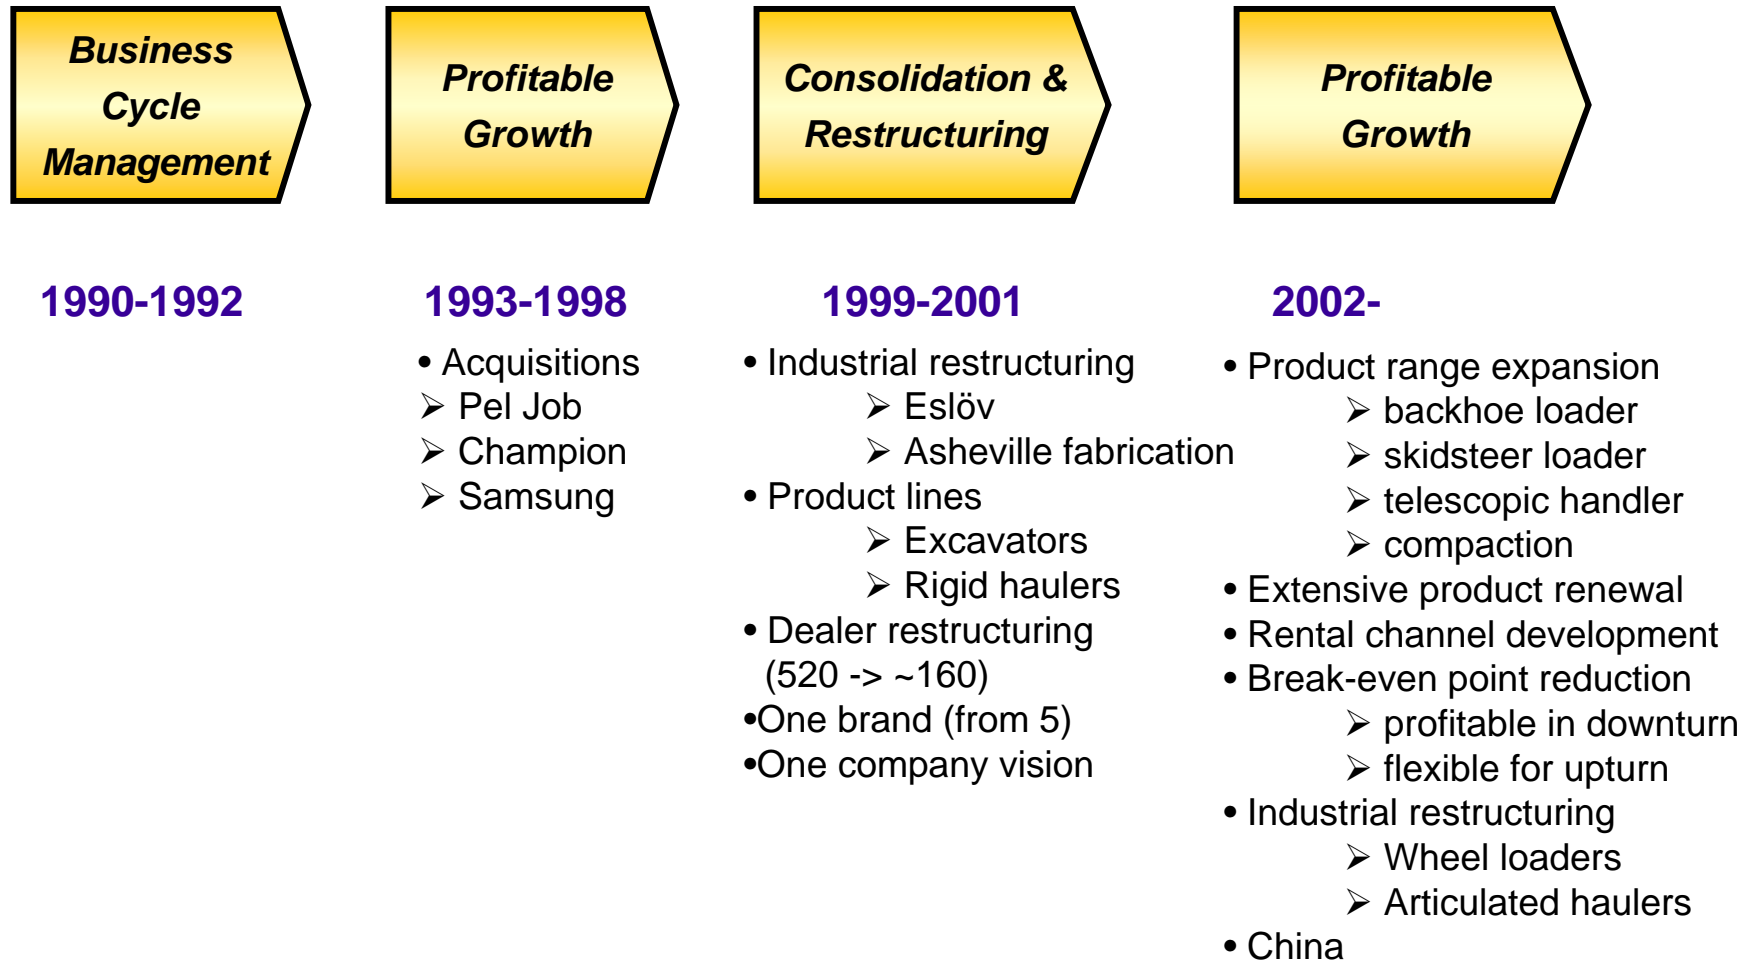 Business
Cycle
Management
Profitable
Growth
Consolidation &
Restructuring
Profitable
Growth
1990-1992
1993-1998
• Acquisitions
➢ Pel Job
➢ Champion
➢ Samsung
1999-2001
• Industrial restructuring
➢ Eslöv
➢ Asheville fabrication
• Product lines
➢ Excavators
➢ Rigid haulers
• Dealer restructuring
(520 -> ~160)
•One brand (from 5)
•One company vision
2002-
• Product range expansion
➢ backhoe loader
➢ skidsteer loader
➢ telescopic handler
➢ compaction
• Extensive product renewal
• Rental channel development
• Break-even point reduction
➢ profitable in downturn
➢ flexible for upturn
• Industrial restructuring
➢ Wheel loaders
➢ Articulated haulers
• China